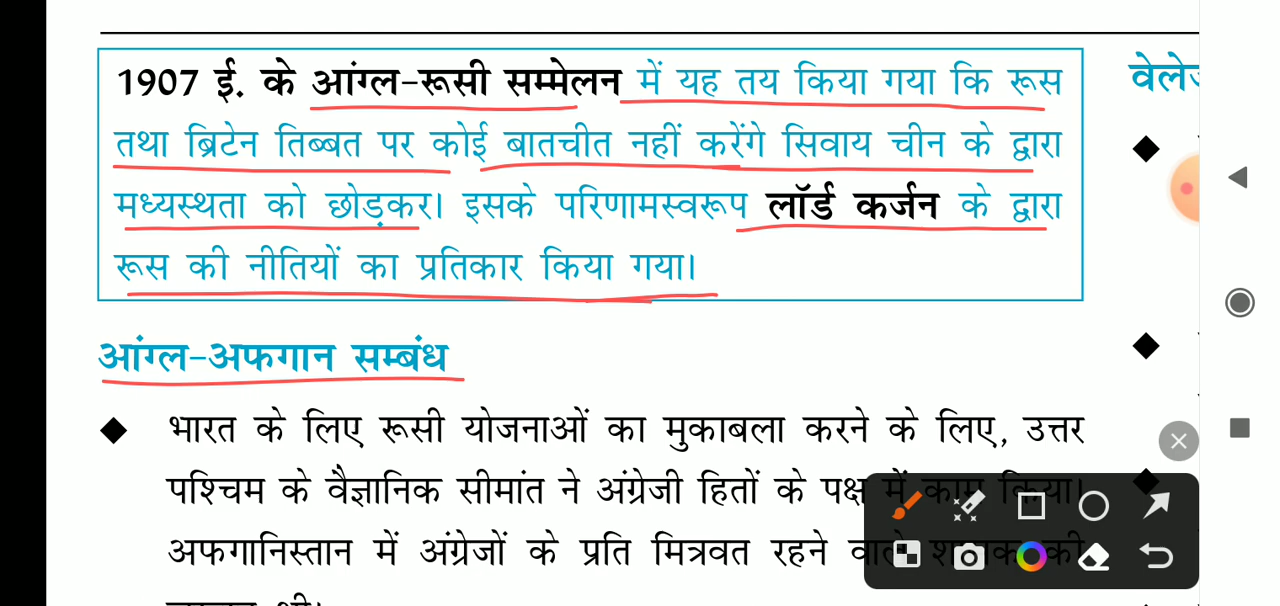 1907 ई. के आंग्ल-रूसी सम्मेलन में यह तय किया गया कि रूस
तथा ब्रिटेन तिब्बत पर कोई बातचीत नहीं करेंगे सिवाय चीन के द्वारा
मध्यस्थता को छोड़कर। इसके परिणामस्वरूप लॉर्ड कर्जन के द्वारा
रूस की नीतियों का प्रतिकार किया गया।
आंग्ल-अफगान सम्बंध
◆ भारत के लिए रूसी योजनाओं का मुकाबला करने के लिए, उत्तर
पश्चिम के वैज्ञानिक सीमांत ने अंग्रेजी हितों के पक्ष में काम किया।
अफगानिस्तान में अंग्रेजों के प्रति मित्रवत रहने वाले शासक की